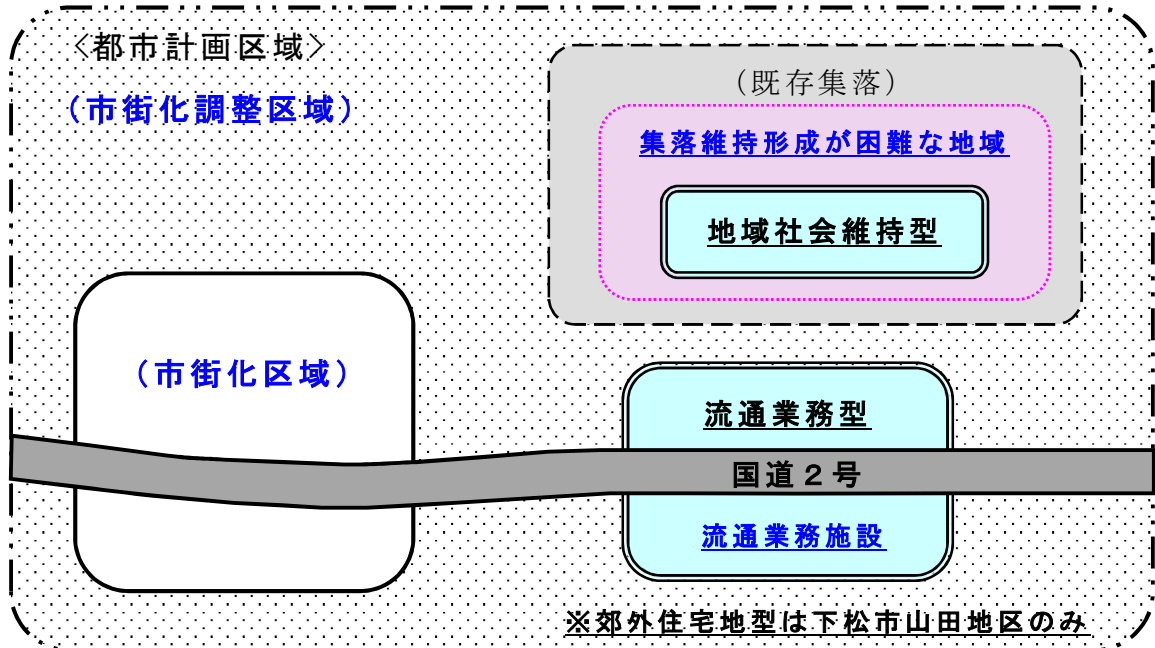 〈都市計画区域〉
（市街化調整区域）
（既存集落）
集落維持形成が困難な地域
地域社会維持型
（市街化区域）
流通業務型
国道２号
流通業務施設
※郊外住宅地型は下松市山田地区のみ